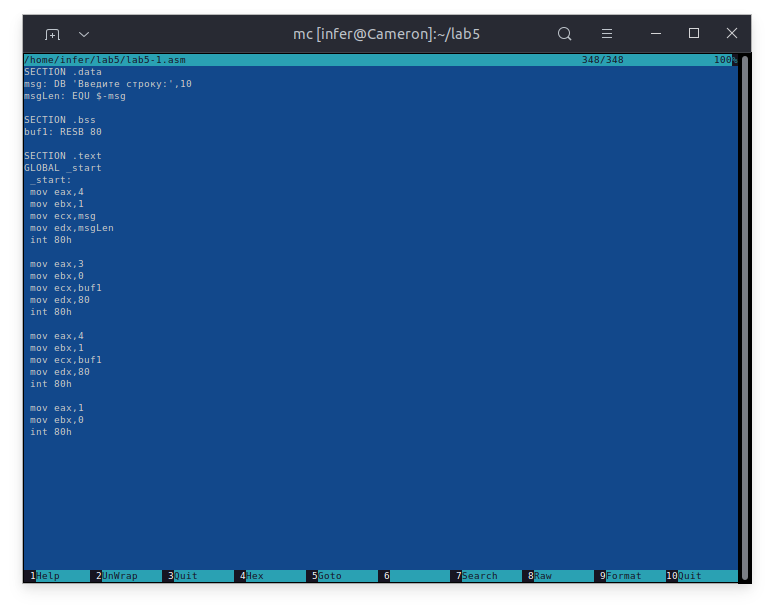 mc [infer@Cameron]:~/lab5
/home/infer/lab5/lab5-1.asm 348/348 100%
SECTION .data
msg: DB 'Введите строку:',10
msgLen: EQU $-msg
SECTION .bss
buf1: RESB 80
SECTION .text
GLOBAL _start
_start:
mov eax,4
mov ebx,1
mov ecx,msg
mov edx,msgLen
int 80h
mov eax,3
mov ebx,0
mov ecx,buf1
mov edx,80
int 80h
mov eax,4
mov ebx,1
mov ecx,buf1
mov edx,80
int 80h
mov eax,1
mov ebx,0
int 80h
1Help 2UnWrap 3Quit 4Hex 5Goto 6 7Search 8Raw 9Format 10Quit